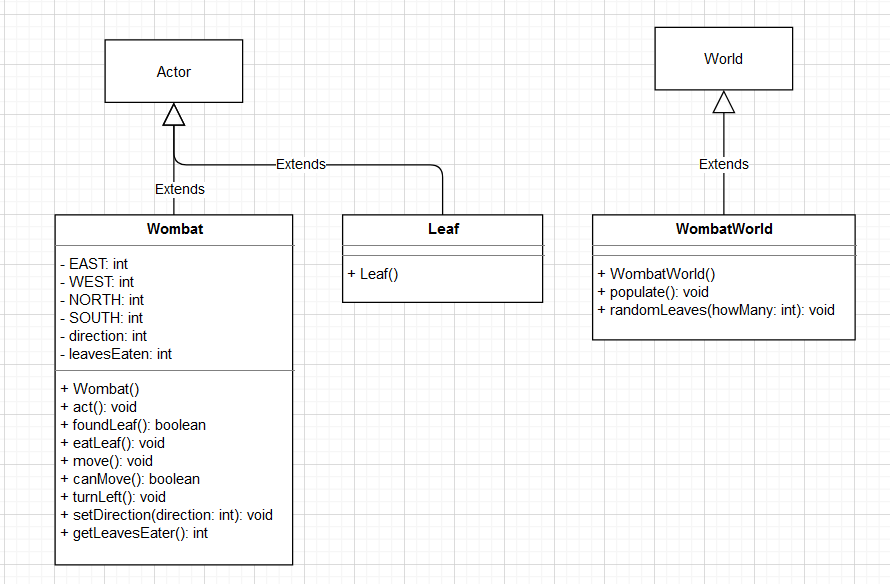 Actor
World
Extends
Extends
Extends
Wombat
- EAST: int
- WEST: int
- NORTH: int
- SOUTH: int
- direction: int
- leavesEaten: int
+ Wombat()
+ act(): void
+ foundLeaf(): boolean
+ eatLeaf(): void
+ move(): void
+ canMove(): boolean
+ turnLeft(): void
+ setDirection(direction: int): void
+ getLeavesEater(): int
Leaf
+ Leaf()
WombatWorld
+ WombatWorld()
+ populate(): void
+ randomLeaves(howMany: int): void